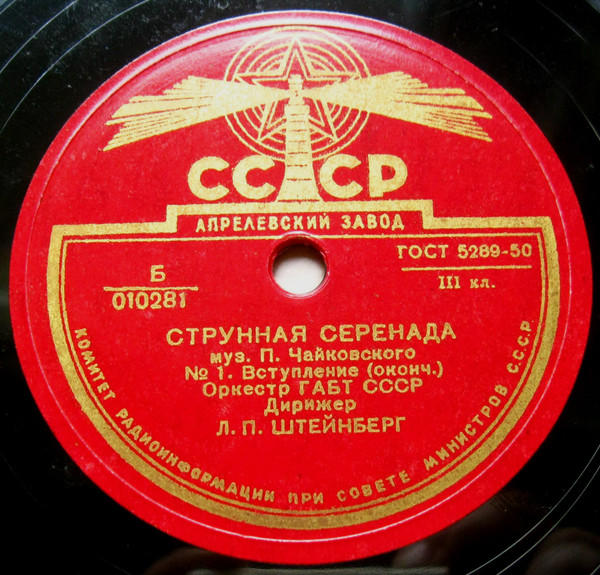 СССР
АПРЕЛЕВСКИЙ ЗАВОД
ГОСТ 5289-50
Б
010281
III кл.
СТРУННАЯ СЕРЕНАДА
муз. П. Чайковского
№ 1. Вступление (оконч.)
Оркестр ГАБТ СССР
Дирижер
Л. П. ШТЕЙНБЕРГ
КОМИТЕТ РАДИОИНФОРМАЦИИ ПРИ СОВЕТЕ МИНИСТРОВ С.С.С.Р.